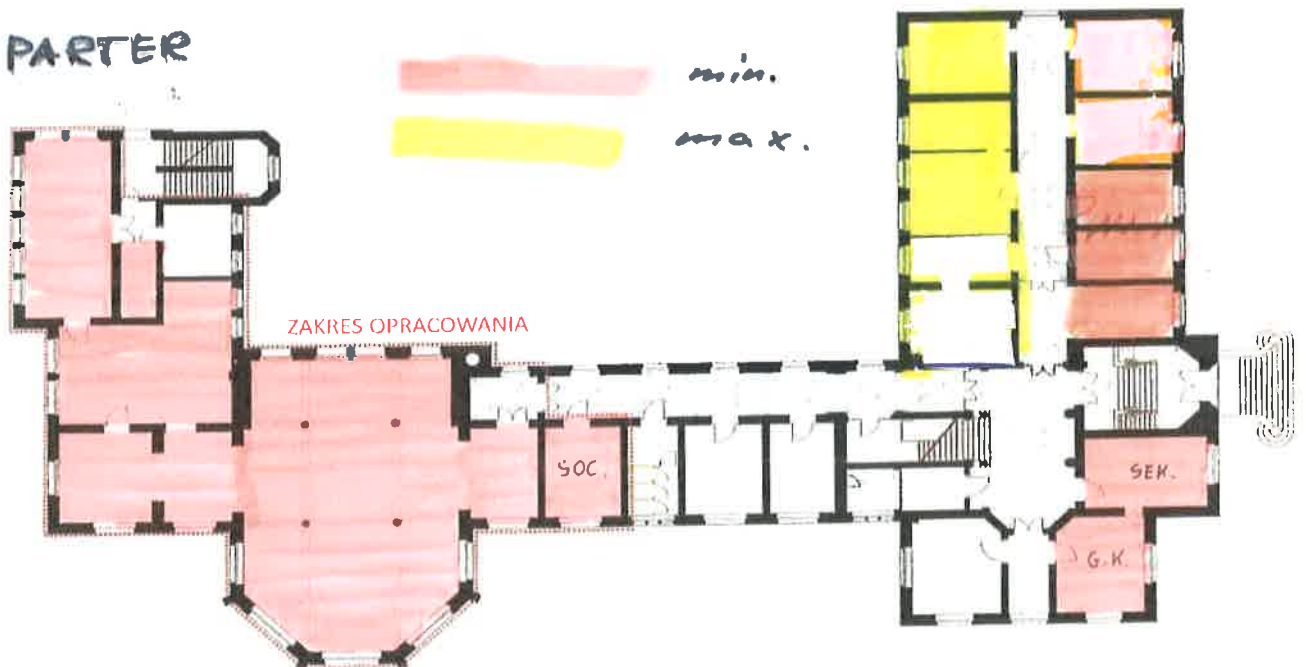 PARTER
min.
max.
ZAKRES OPRACOWANIA
SOC.
SEK.
G.K.